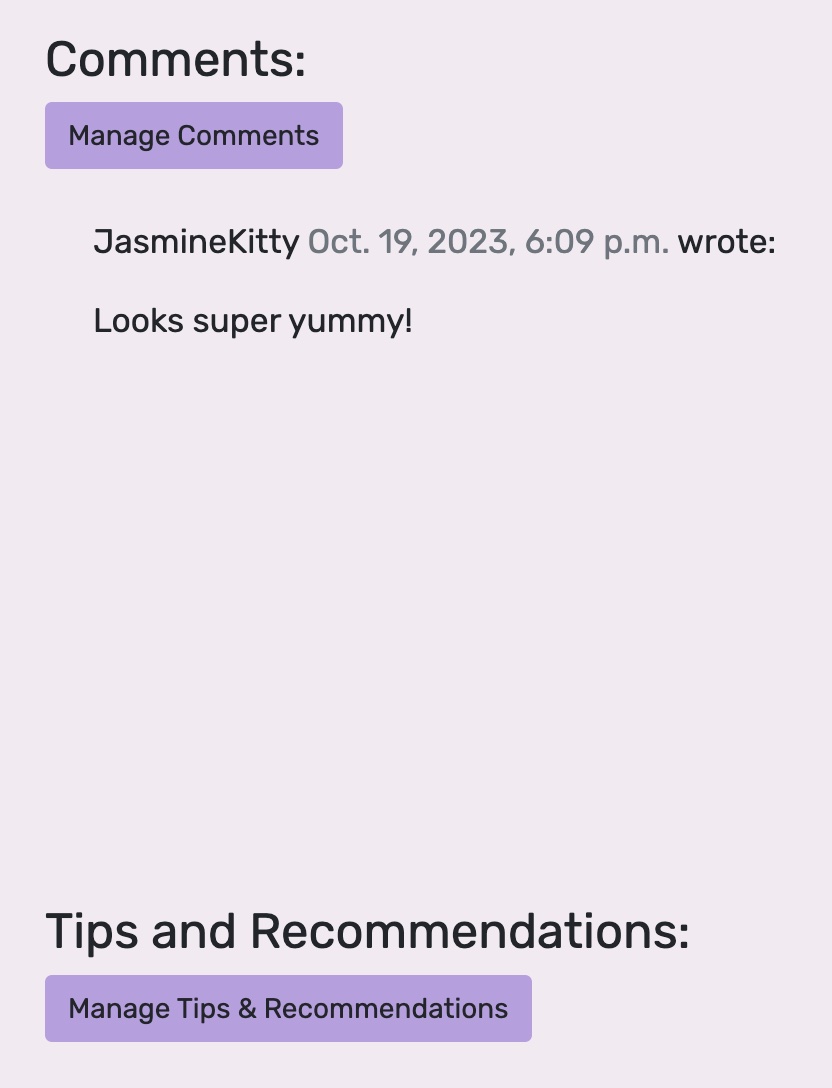 Comments:
Manage Comments
JasmineKitty Oct. 19, 2023, 6:09 p.m. wrote:
Looks super yummy!
Tips and Recommendations:
Manage Tips & Recommendations